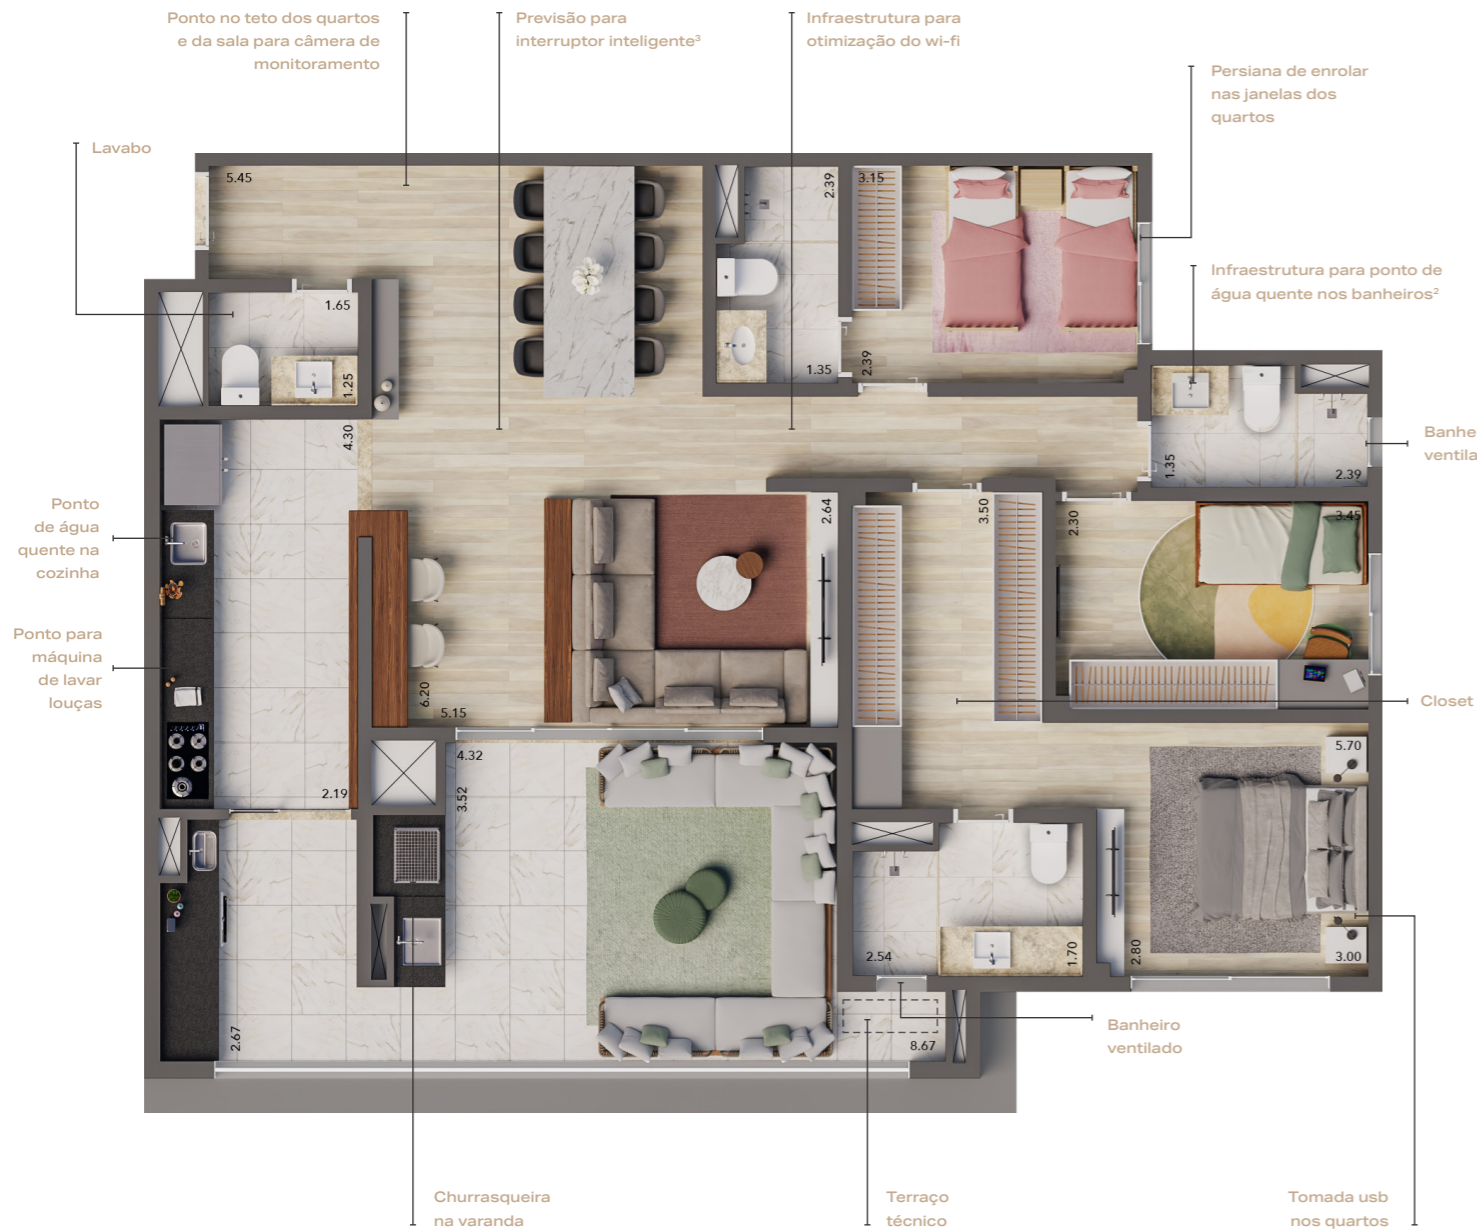 Ponto no teto dos quartos
e da sala para câmera de
monitoramento
Previsão para
interruptor inteligente³
Infraestrutura para
otimização do wi-fi
Persiana de enrolar
nas janelas dos
quartos
Lavabo
Infraestrutura para ponto de
água quente nos banheiros²
Banhe
ventila
Ponto
de água
quente na
cozinha
Ponto para
máquina
de lavar
louças
Closet
Banheiro
ventilado
Churrasqueira
na varanda
Terraço
técnico
Tomada usb
nos quartos
5.45
2.39
3.15
1.65
1.25
1.35
2.39
4.30
1.35
2.39
2.64
3.50
2.30
3.45
6.20
5.15
4.32
3.52
2.19
5.70
2.54
1.70
2.80
3.00
2.67
8.67